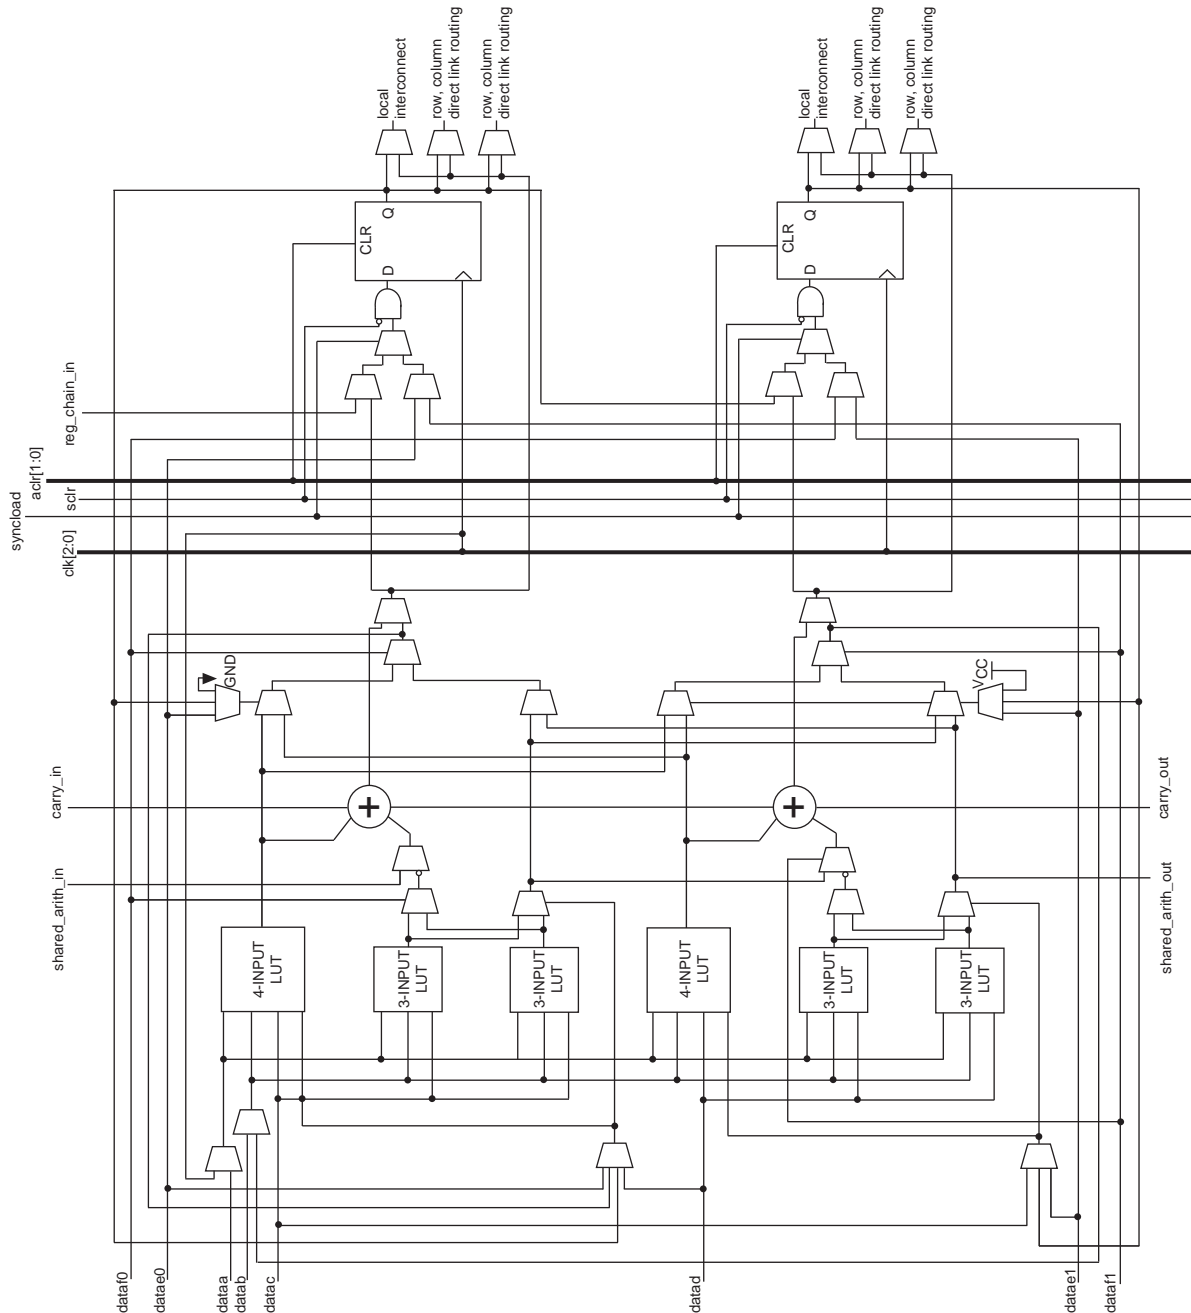 local
interconnect
row, column
direct link routing
row, column
direct link routing
local
interconnect
row, column
direct link routing
row, column
direct link routing
Q
CLR
D
Q
CLR
D
reg_chain_in
aclr[1:0]
sclr
syncload
clk[2:0]
GND
VCC
carry_in
+
+
carry_out
shared_arith_in
shared_arith_out
4-INPUT
LUT
3-INPUT
LUT
3-INPUT
LUT
4-INPUT
LUT
3-INPUT
LUT
3-INPUT
LUT
dataf0
datae0
dataa
datab
datac
datad
datae1
dataf1